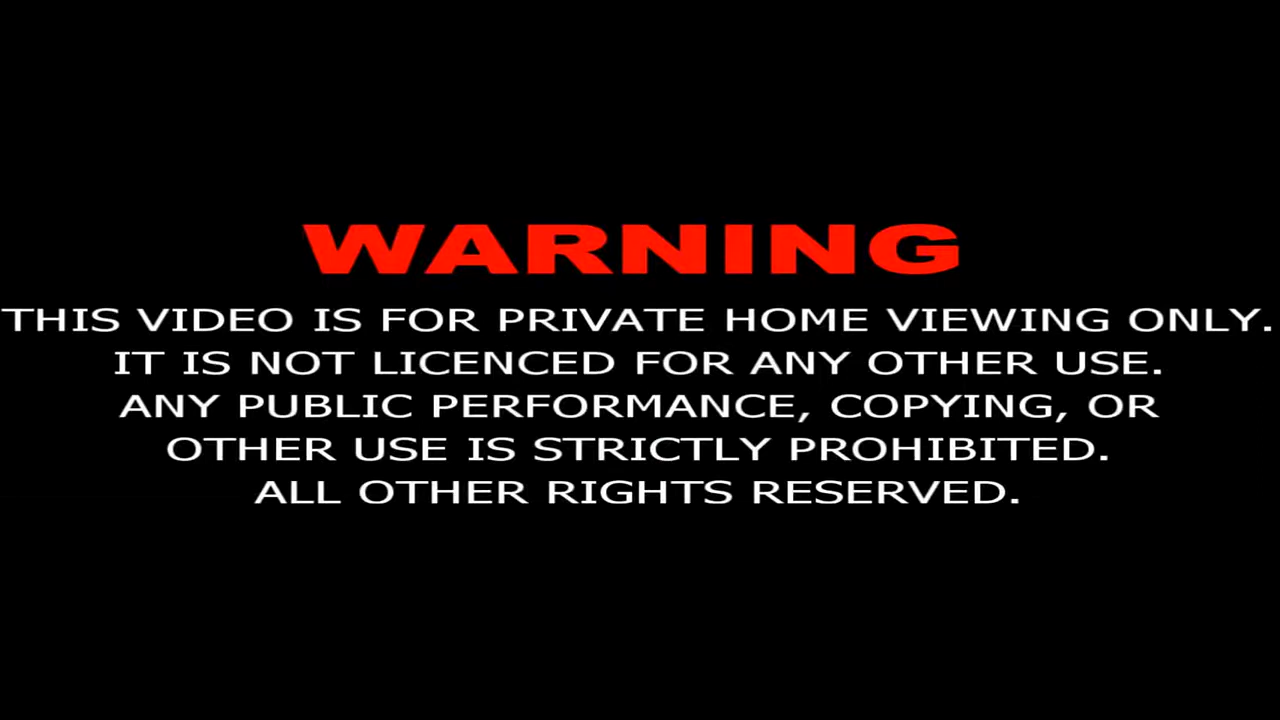 WARNING
THIS VIDEO IS FOR PRIVATE HOME VIEWING ONLY.
IT IS NOT LICENCED FOR ANY OTHER USE.
ANY PUBLIC PERFORMANCE, COPYING, OR
OTHER USE IS STRICTLY PROHIBITED.
ALL OTHER RIGHTS RESERVED.